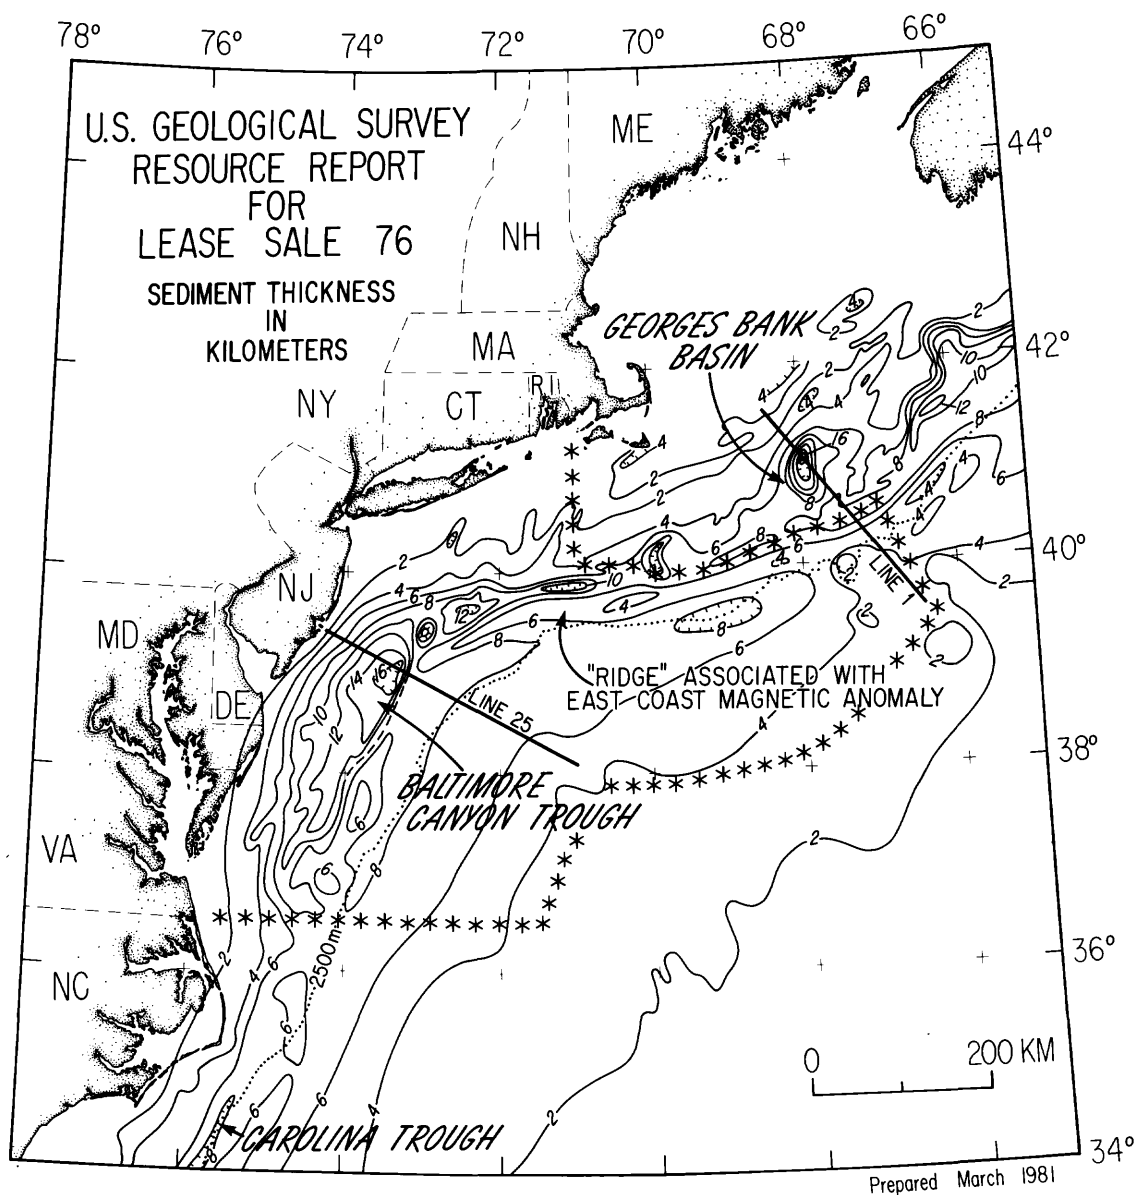 78° 76° 74° 72° 70° 68° 66°
U.S. GEOLOGICAL SURVEY
RESOURCE REPORT
FOR
LEASE SALE 76
SEDIMENT THICKNESS
IN
KILOMETERS
ME
44°
NH
GEORGES BANK
BASIN
42°
MA
RI
NY
CT
40°
LINE 1
NJ
MD
"RIDGE" ASSOCIATED WITH
EAST COAST MAGNETIC ANOMALY
LINE 25
DE
38°
BALTIMORE
CANYON TROUGH
VA
36°
2500m
NC
0 200 KM
CAROLINA TROUGH
34°
Prepared March 1981